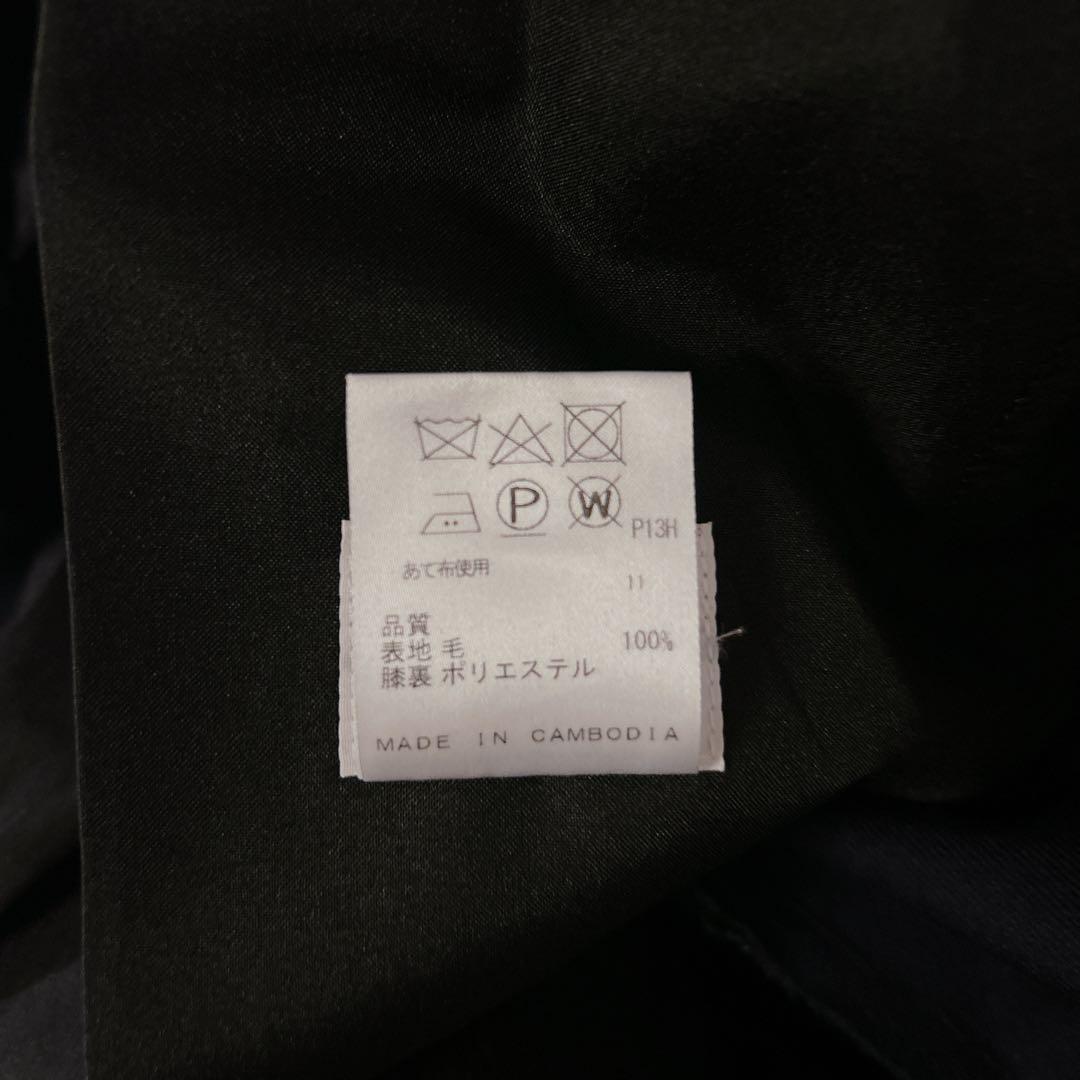 P
W
P13H
あて布使用
11
品質
表地 毛 100%
膝裏 ポリエステル
MADE IN CAMBODIA